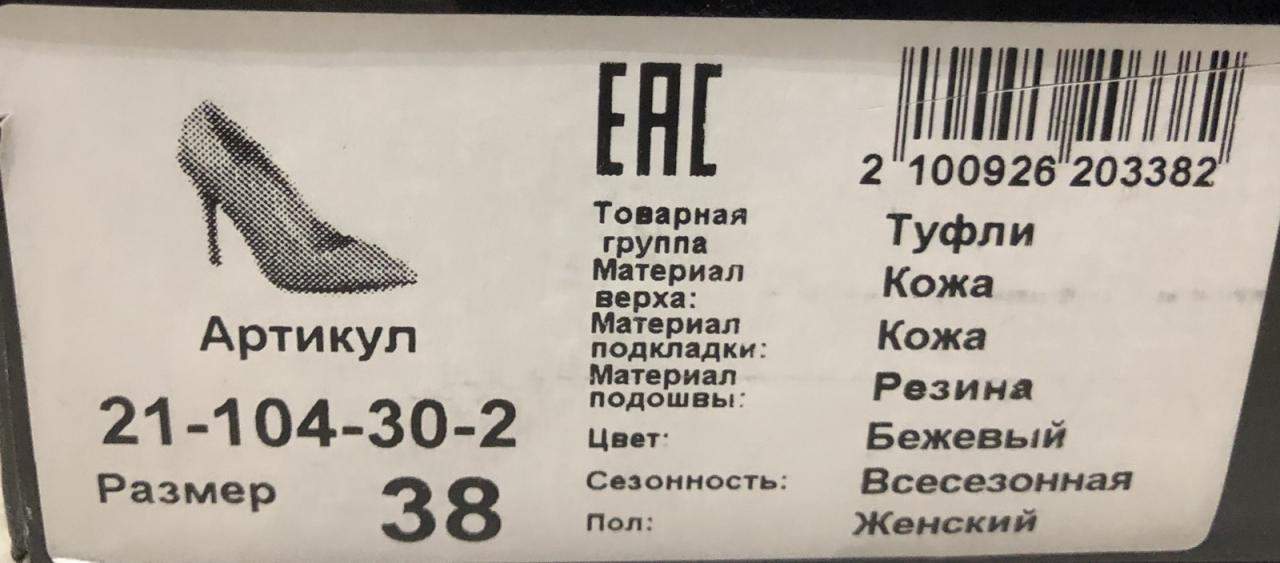 EAC
2 100926 203382
Артикул
21-104-30-2
Размер 38
Товарная группа Туфли
Материал верха: Кожа
Материал подкладки: Кожа
Материал подошвы: Резина
Цвет: Бежевый
Сезонность: Всесезонная
Пол: Женский